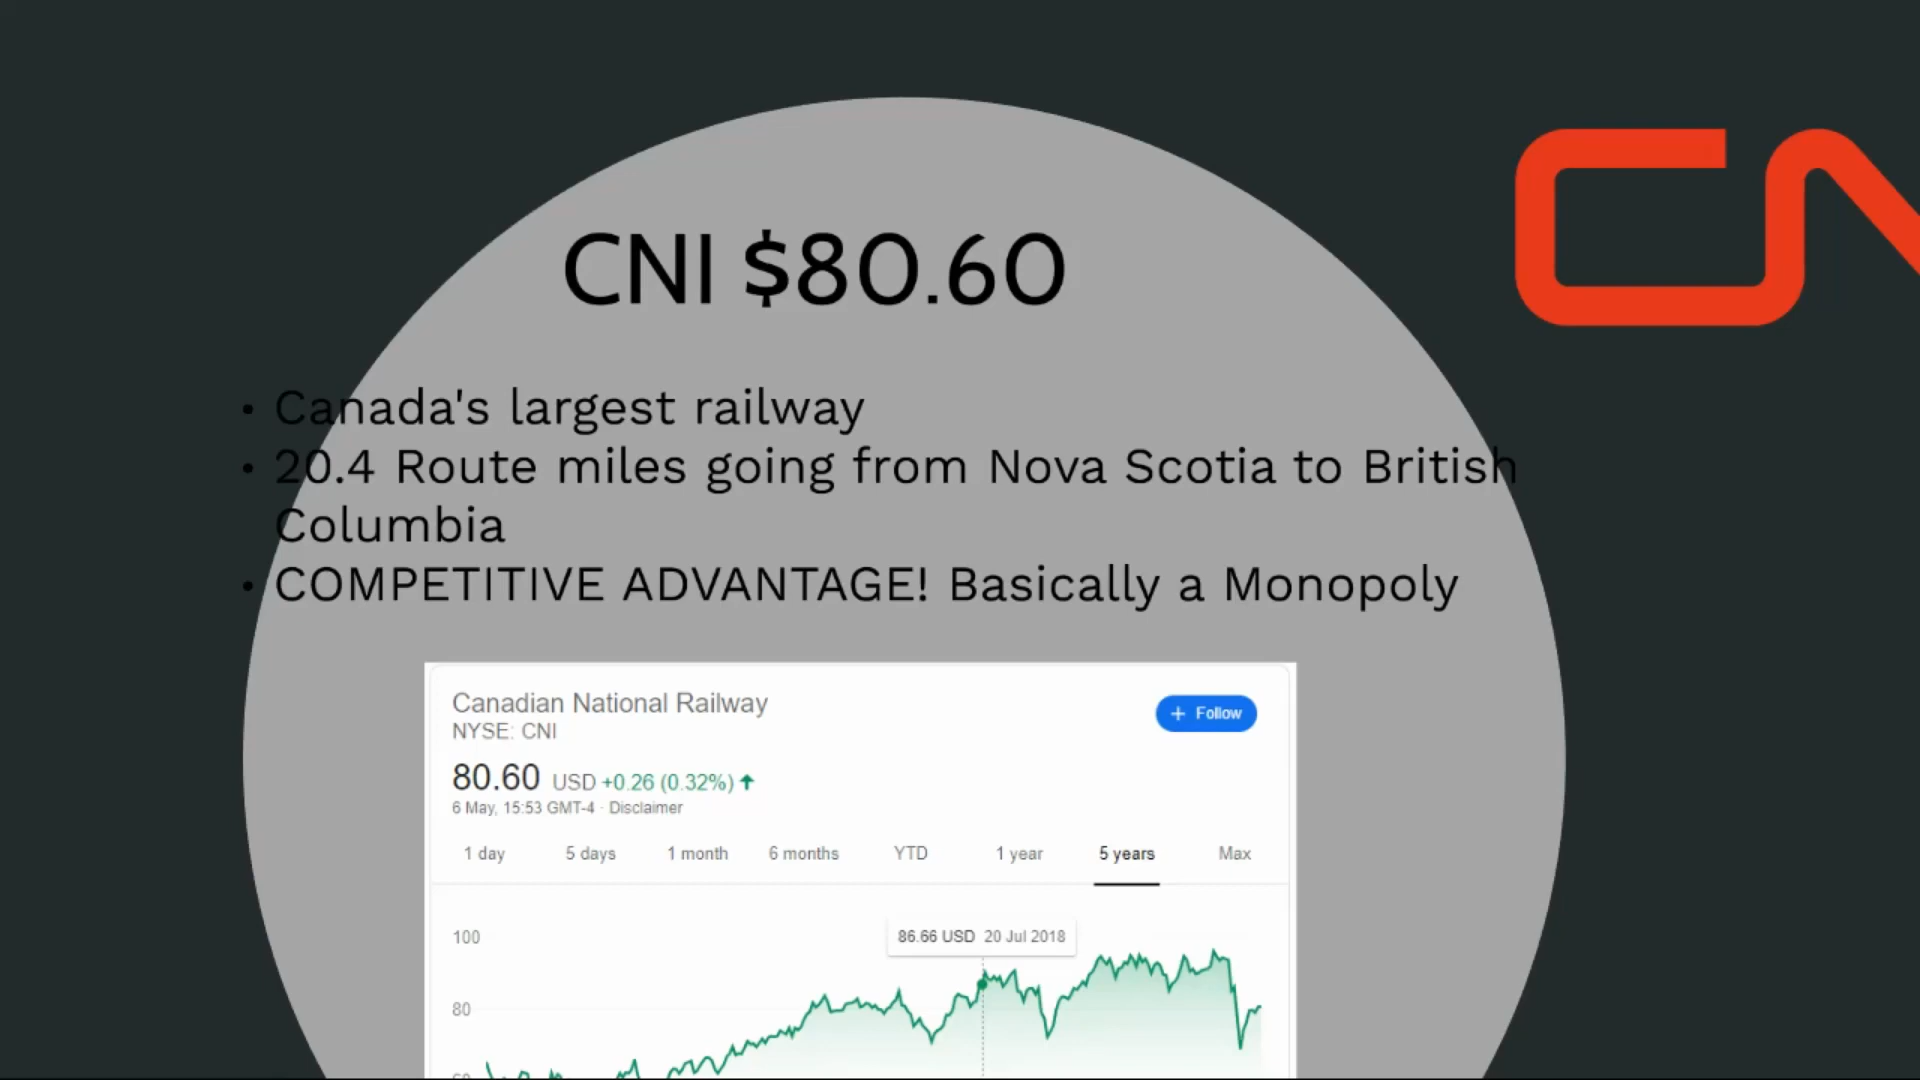 CN
CNI $80.60
• Canada's largest railway
• 20.4 Route miles going from Nova Scotia to British
Columbia
• COMPETITIVE ADVANTAGE! Basically a Monopoly
Canadian National Railway
+ Follow
NYSE: CNI
80.60 USD +0.26 (0.32%) ↑
6 May, 15:53 GMT-4 · Disclaimer
1 day 5 days 1 month 6 months YTD 1 year 5 years Max
100
86.66 USD 20 Jul 2018
80